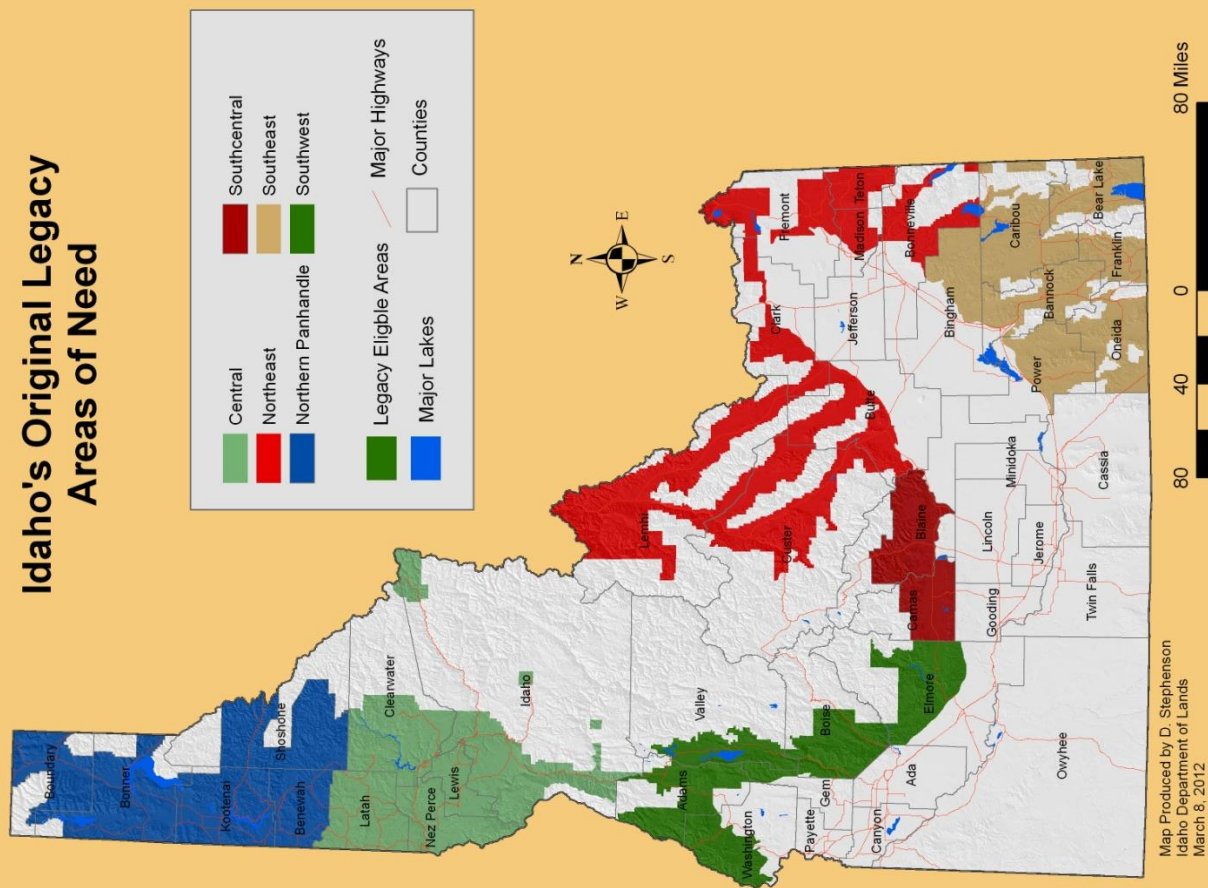 Idaho's Original Legacy
Areas of Need
Central
Northeast
Northern Panhandle
Southcentral
Southeast
Southwest
Legacy Eligble Areas
Major Lakes
Major Highways
Counties
N
W
E
S
Boundary
Bonner
Kootenai
Shoshone
Benewah
Latah
Clearwater
Nez Perce
Lewis
Idaho
Lemhi
Adams
Valley
Washington
Custer
Clark
Fremont
Payette
Gem
Boise
Butte
Jefferson
Madison
Teton
Canyon
Ada
Elmore
Camas
Blaine
Bonneville
Bingham
Owyhee
Gooding
Lincoln
Minidoka
Jerome
Power
Bannock
Caribou
Twin Falls
Cassia
Oneida
Franklin
Bear Lake
Map Produced by D. Stephenson
Idaho Department of Lands
March 8, 2012
80
40
0
80 Miles